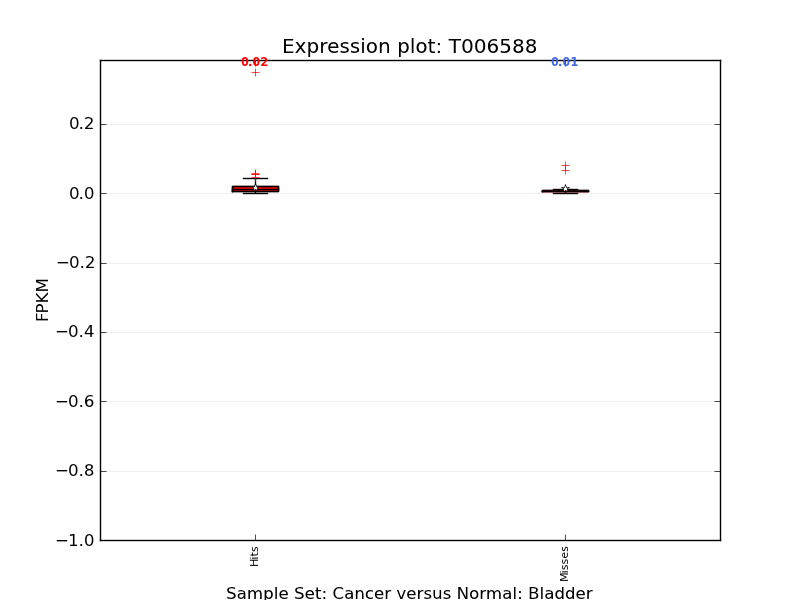 Expression plot: T006588
0.02
0.01
0.2
0.0
−0.2
−0.4
−0.6
−0.8
−1.0
FPKM
Hits
Misses
Sample Set: Cancer versus Normal: Bladder